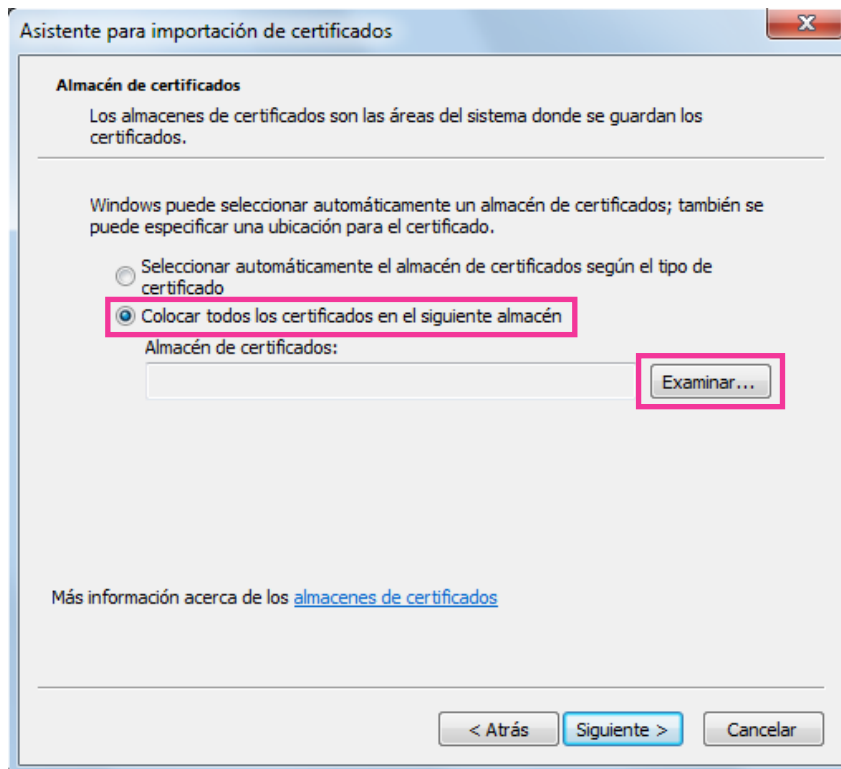 Asistente para importación de certificados
Almacén de certificados
Los almacenes de certificados son las áreas del sistema donde se guardan los
certificados.
Windows puede seleccionar automáticamente un almacén de certificados; también se
puede especificar una ubicación para el certificado.
Seleccionar automáticamente el almacén de certificados según el tipo de
certificado
Colocar todos los certificados en el siguiente almacén
Almacén de certificados:
Examinar...
Más información acerca de los almacenes de certificados
< Atrás Siguiente > Cancelar